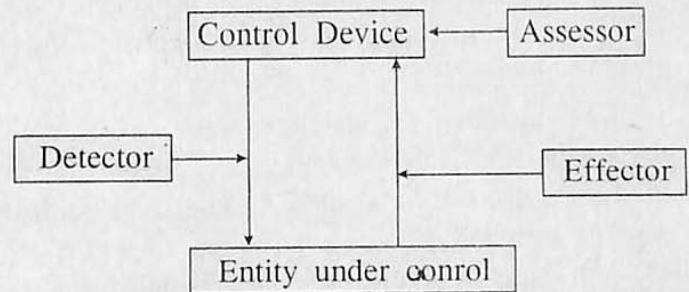 Control Device
Assessor
Detector
Effector
Entity under conrol